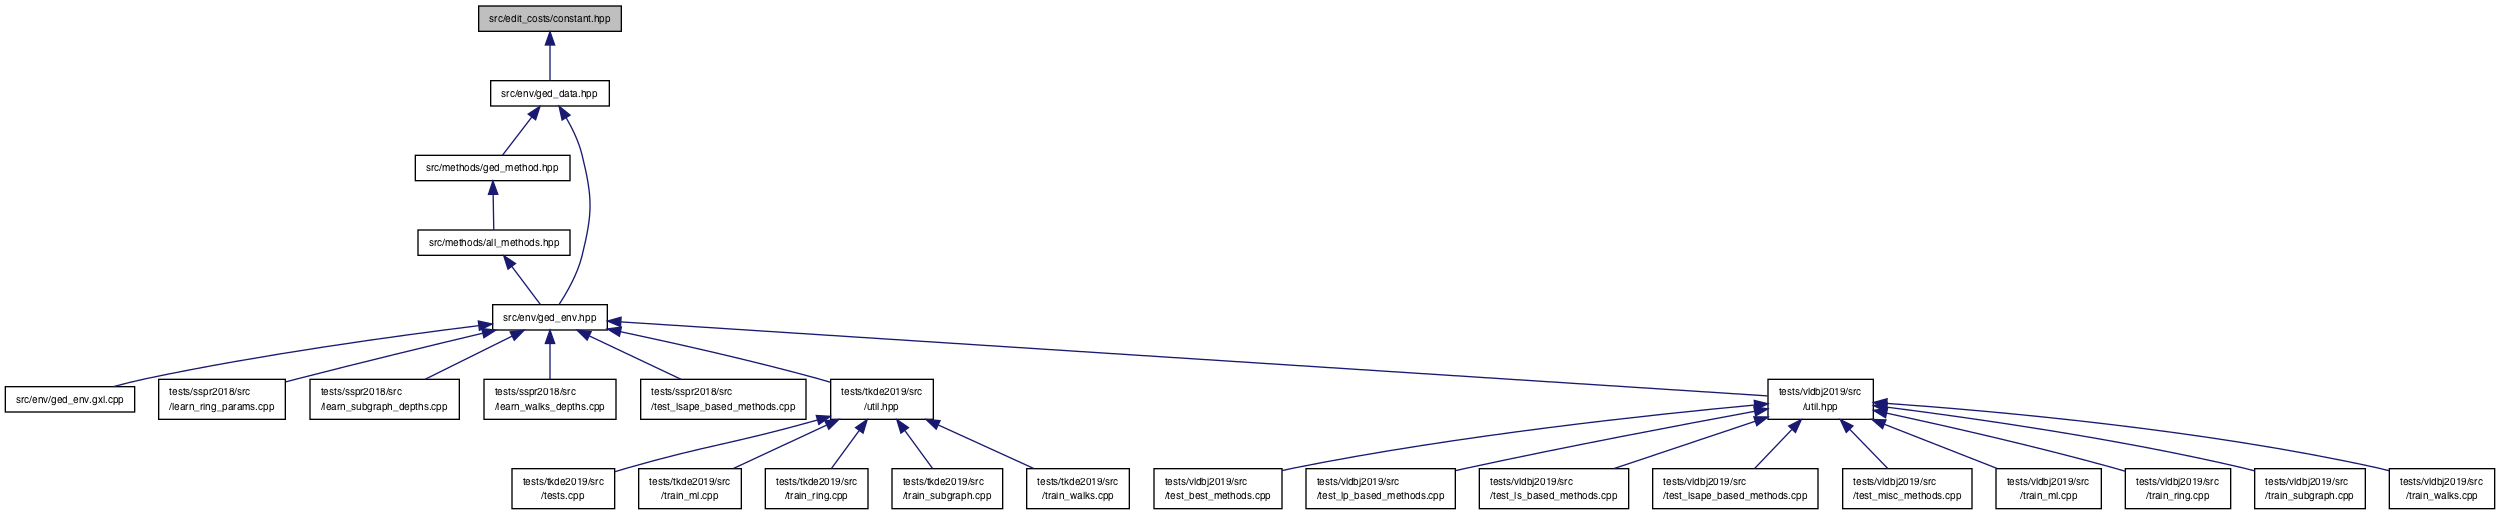 src/edit_costs/constant.hpp
src/env/ged_data.hpp
src/methods/ged_method.hpp
src/methods/all_methods.hpp
src/env/ged_env.hpp
src/env/ged_env.gxl.cpp
tests/sspr2018/src
/learn_ring_params.cpp
tests/sspr2018/src
/learn_subgraph_depths.cpp
tests/sspr2018/src
/learn_walks_depths.cpp
tests/sspr2018/src
/test_lsape_based_methods.cpp
tests/tkde2019/src
/util.hpp
tests/vldbj2019/src
/util.hpp
tests/tkde2019/src
/tests.cpp
tests/tkde2019/src
/train_ml.cpp
tests/tkde2019/src
/train_ring.cpp
tests/tkde2019/src
/train_subgraph.cpp
tests/tkde2019/src
/train_walks.cpp
tests/vldbj2019/src
/test_best_methods.cpp
tests/vldbj2019/src
/test_lp_based_methods.cpp
tests/vldbj2019/src
/test_ls_based_methods.cpp
tests/vldbj2019/src
/test_lsape_based_methods.cpp
tests/vldbj2019/src
/test_misc_methods.cpp
tests/vldbj2019/src
/train_ml.cpp
tests/vldbj2019/src
/train_ring.cpp
tests/vldbj2019/src
/train_subgraph.cpp
tests/vldbj2019/src
/train_walks.cpp